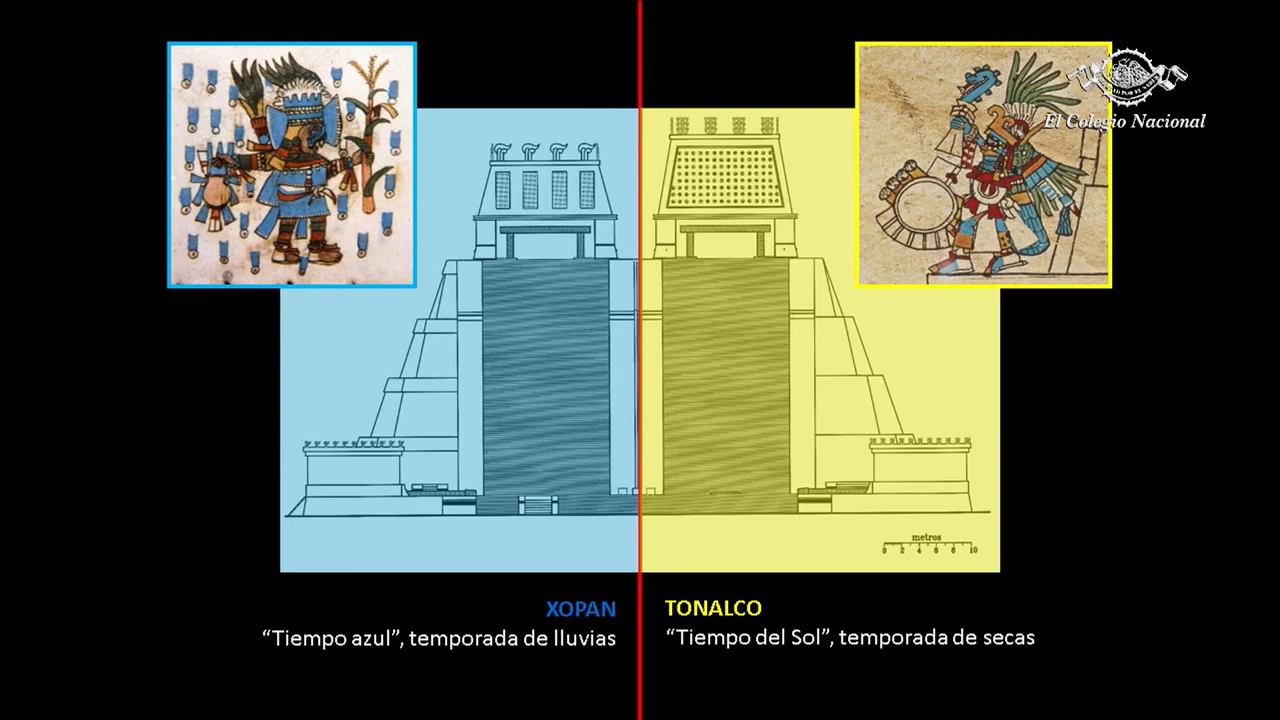 El Colegio Nacional
metros
0 2 4 6 8 10
XOPAN
“Tiempo azul”, temporada de lluvias
TONALCO
“Tiempo del Sol”, temporada de secas